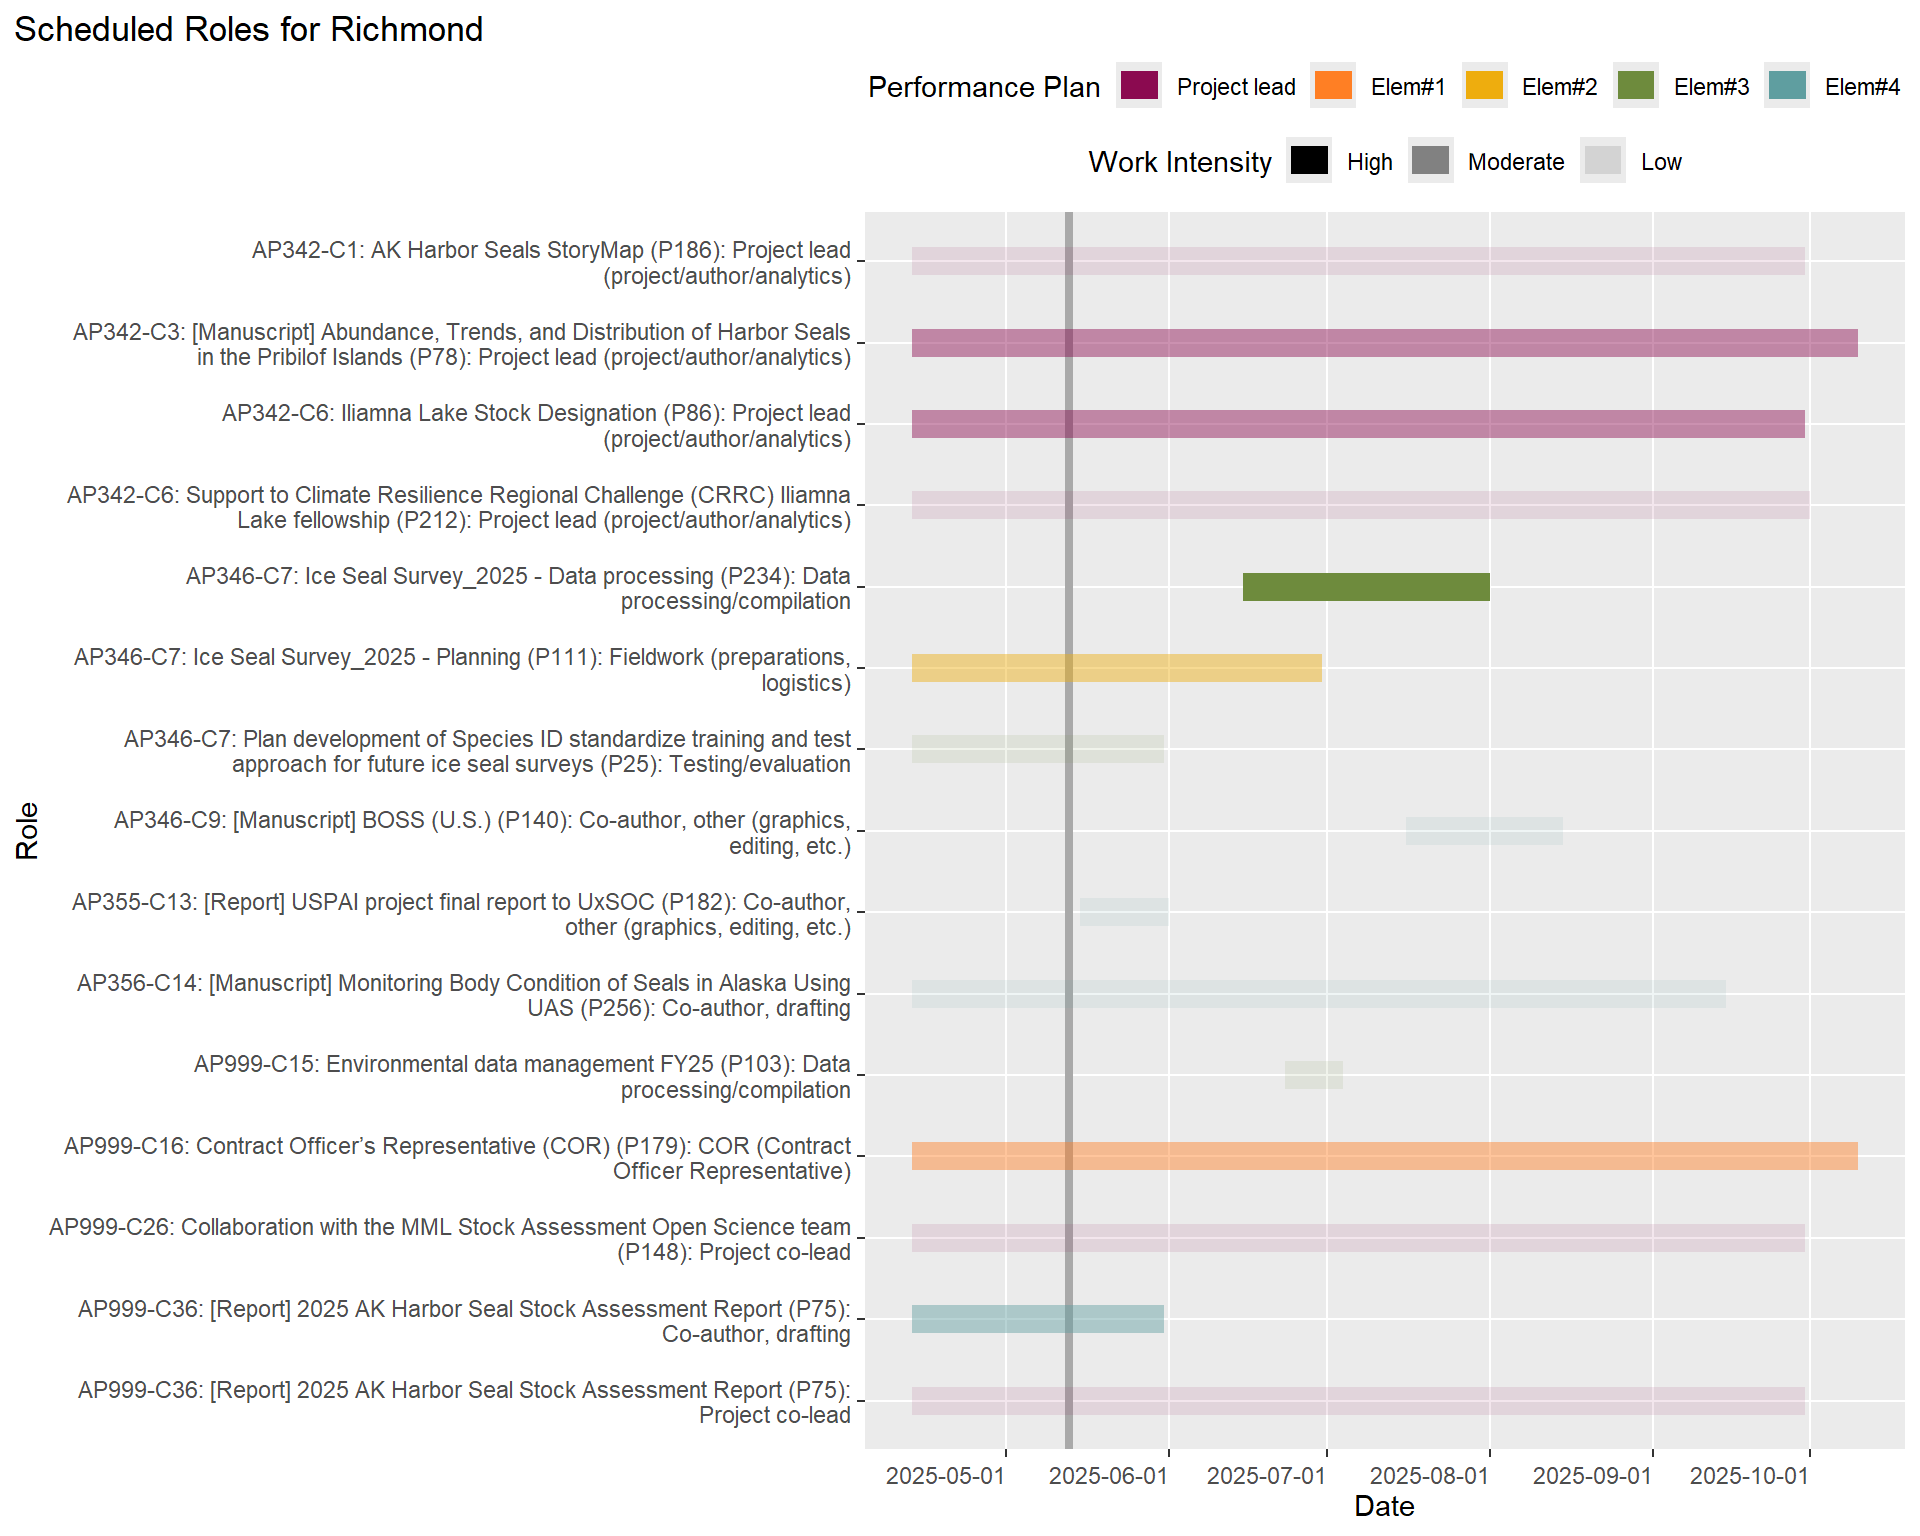 Scheduled Roles for Richmond
Performance Plan Project lead Elem#1 Elem#2 Elem#3 Elem#4
Work Intensity High Moderate Low
AP342-C1: AK Harbor Seals StoryMap (P186): Project lead
(project/author/analytics)
AP342-C3: [Manuscript] Abundance, Trends, and Distribution of Harbor Seals
in the Pribilof Islands (P78): Project lead (project/author/analytics)
AP342-C6: Iliamna Lake Stock Designation (P86): Project lead
(project/author/analytics)
AP342-C6: Support to Climate Resilience Regional Challenge (CRRC) Iliamna
Lake fellowship (P212): Project lead (project/author/analytics)
AP346-C7: Ice Seal Survey_2025 - Data processing (P234): Data
processing/compilation
AP346-C7: Ice Seal Survey_2025 - Planning (P111): Fieldwork (preparations,
logistics)
AP346-C7: Plan development of Species ID standardize training and test
approach for future ice seal surveys (P25): Testing/evaluation
AP346-C9: [Manuscript] BOSS (U.S.) (P140): Co-author, other (graphics,
editing, etc.)
AP355-C13: [Report] USPAI project final report to UxSOC (P182): Co-author,
other (graphics, editing, etc.)
AP356-C14: [Manuscript] Monitoring Body Condition of Seals in Alaska Using
UAS (P256): Co-author, drafting
AP999-C15: Environmental data management FY25 (P103): Data
processing/compilation
AP999-C16: Contract Officer’s Representative (COR) (P179): COR (Contract
Officer Representative)
AP999-C26: Collaboration with the MML Stock Assessment Open Science team
(P148): Project co-lead
AP999-C36: [Report] 2025 AK Harbor Seal Stock Assessment Report (P75):
Co-author, drafting
AP999-C36: [Report] 2025 AK Harbor Seal Stock Assessment Report (P75):
Project co-lead
Role
2025-05-01 2025-06-01 2025-07-01 2025-08-01 2025-09-01 2025-10-01
Date